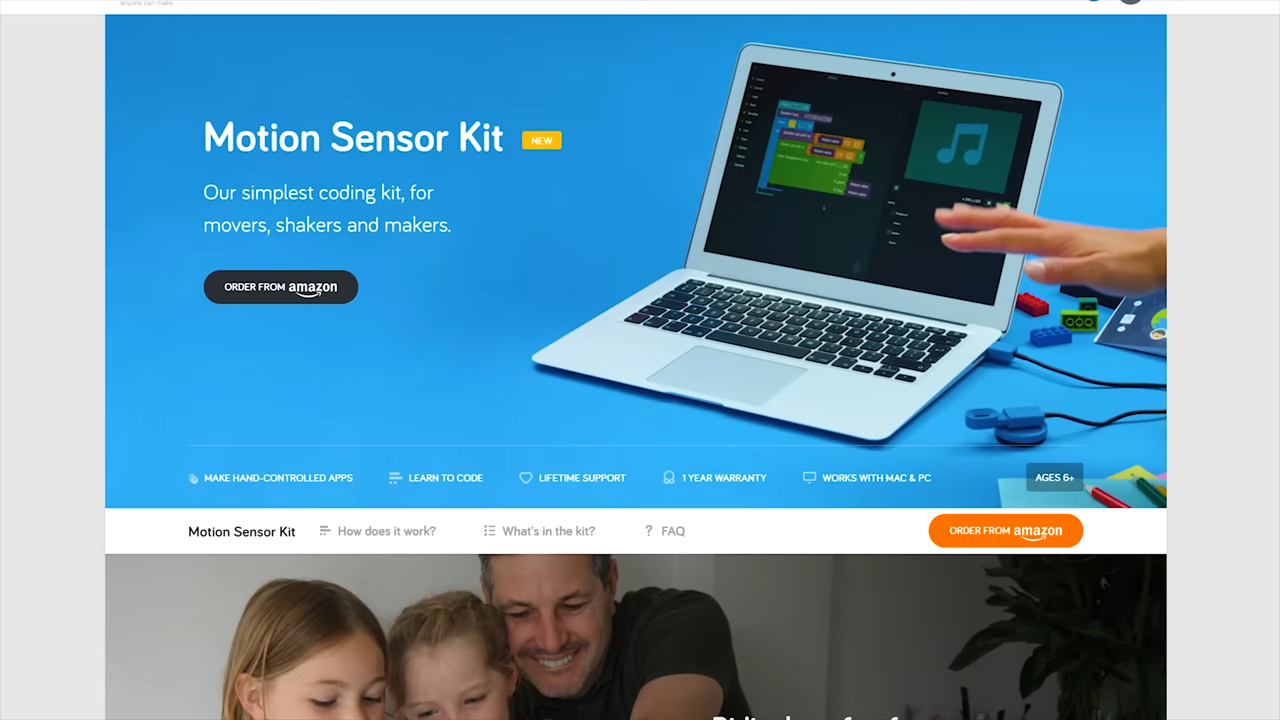 anyone can make
Motion Sensor Kit NEW
Our simplest coding kit, for
movers, shakers and makers.
ORDER FROM amazon
MAKE HAND-CONTROLLED APPS LEARN TO CODE LIFETIME SUPPORT 1 YEAR WARRANTY WORKS WITH MAC & PC AGES 6+
Motion Sensor Kit How does it work? What's in the kit? ? FAQ ORDER FROM amazon